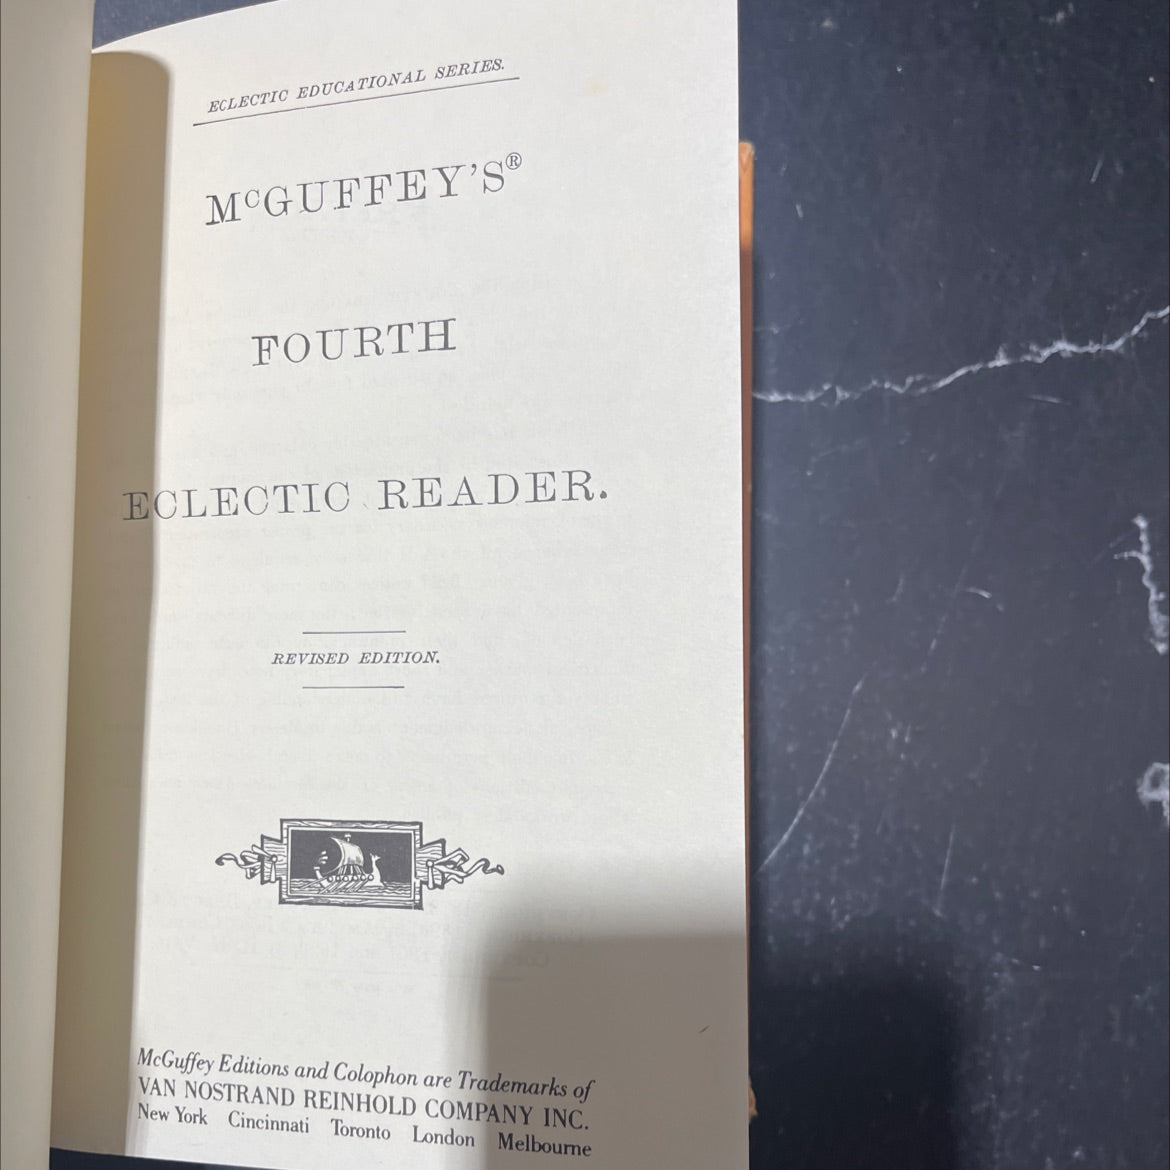 ECLECTIC EDUCATIONAL SERIES.
McGUFFEY'S®
FOURTH
ECLECTIC READER.
REVISED EDITION.
McGuffey Editions and Colophon are Trademarks of
VAN NOSTRAND REINHOLD COMPANY INC.
New York Cincinnati Toronto London Melbourne